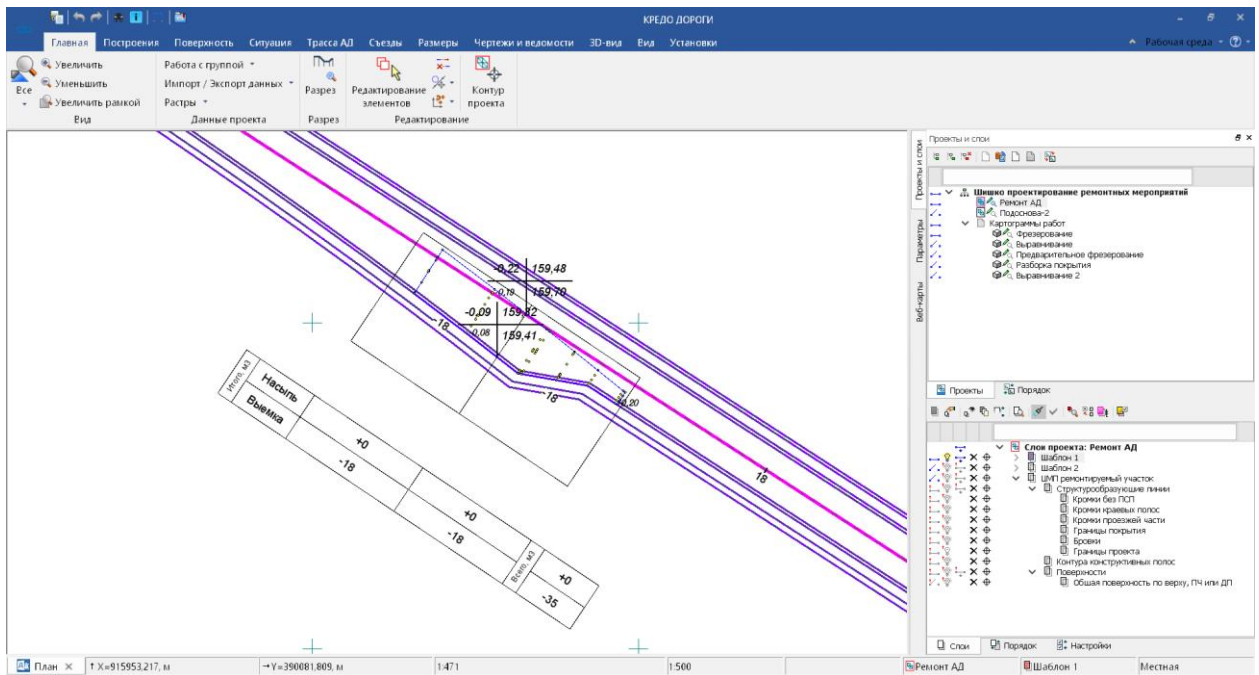 КРЕДО ДОРОГИ
Главная Построения Поверхность Ситуация Трасса АД Съезды Размеры Чертежи и ведомости 3D-вид Вид Установки Рабочая среда
Все
Увеличить
Уменьшить
Увеличить рамкой
Вид
Работа с группой
Импорт / Экспорт данных
Растры
Данные проекта
Разрез
Разрез
Редактирование элементов
Контур проекта
Редактирование
-0,22 159,48
-0,19 159,70
-0,09 159,82
-0,08 159,41
18
18
18
Итого, м3
Насыпь +0 +0
Выемка -18 -18
Всего, м3
+0
-35
Проекты и слои
Проекты и слои
Параметры
Веб-карты
Шишко проектирование ремонтных мероприятий
Ремонт АД
Подоснова-2
Картограммы работ
Фрезерование
Выравнивание
Предварительное фрезерование
Разборка покрытия
Выравнивание 2
Проекты Порядок
Слои проекта: Ремонт АД
Шаблон 1
Шаблон 2
ЦМП ремонтируемый участок
Структурообразующие линии
Кромки без ПСП
Кромки краевых полос
Кромки проезжей части
Границы покрытия
Бровки
Границы проекта
Контура конструктивных полос
Поверхности
Общая поверхность по верху, ПЧ или ДП
Слои Порядок Настройки
План X=915953,217, м Y=390081,809, м 1:471 1:500 Ремонт АД Шаблон 1 Местная